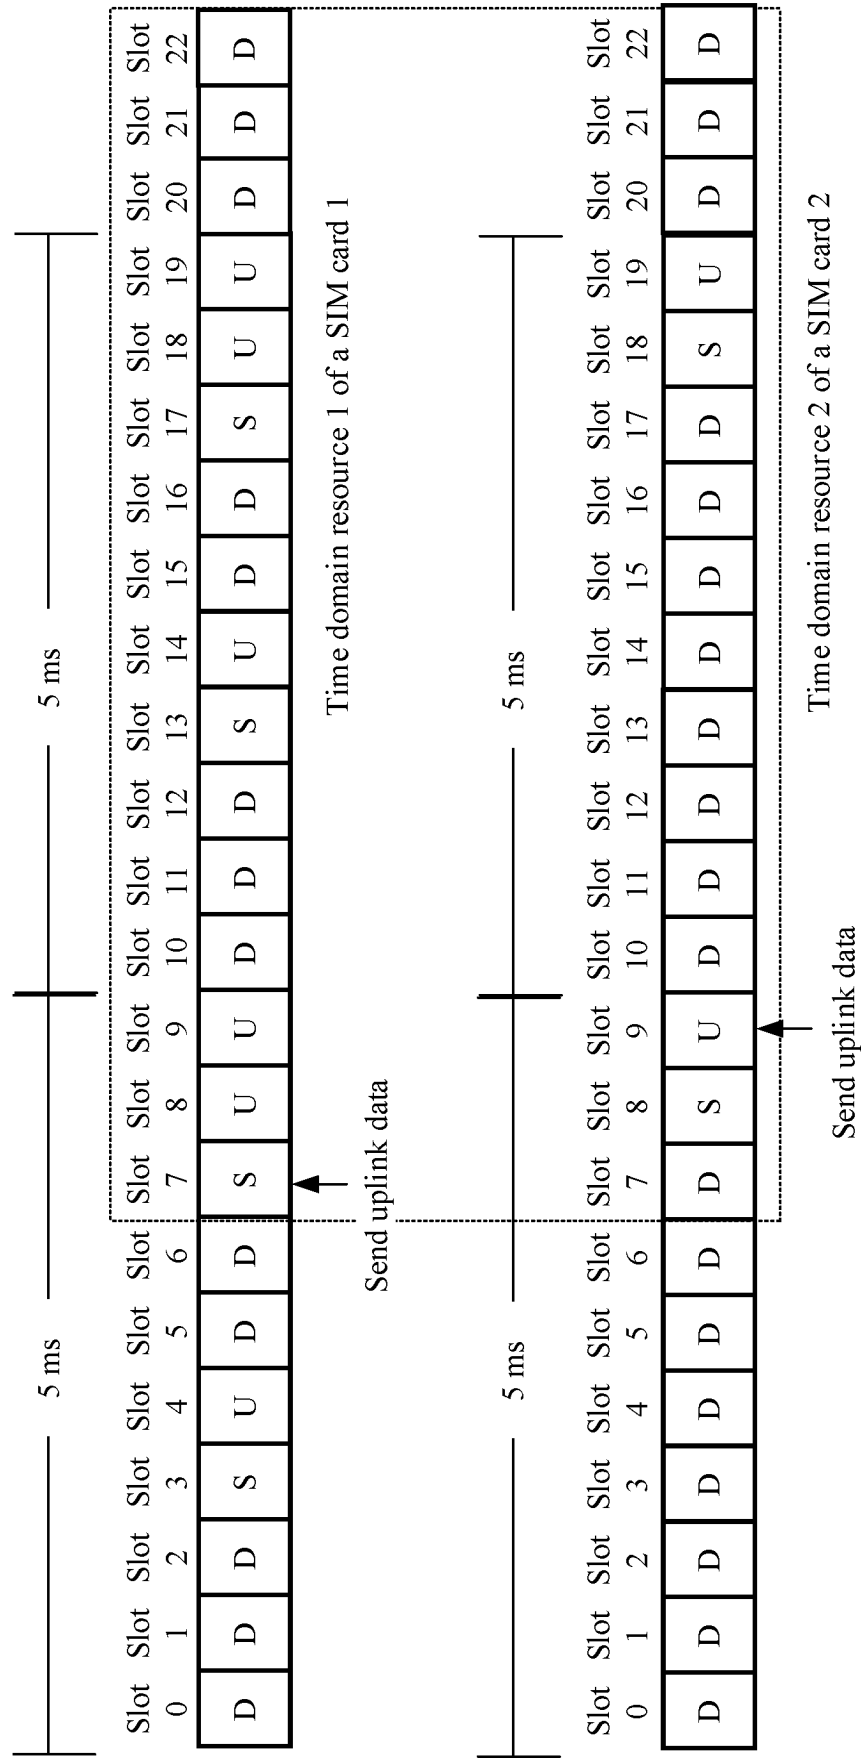 5 ms 5 ms
Slot Slot Slot Slot Slot Slot Slot Slot Slot Slot Slot Slot Slot Slot Slot Slot Slot Slot Slot Slot Slot Slot Slot
0 1 2 3 4 5 6 7 8 9 10 11 12 13 14 15 16 17 18 19 20 21 22
D D D S U D D S U U D D D S U D D S U U D D D
Time domain resource 1 of a SIM card 1
Send uplink data
5 ms 5 ms
Slot Slot Slot Slot Slot Slot Slot Slot Slot Slot Slot Slot Slot Slot Slot Slot Slot Slot Slot Slot Slot Slot Slot
0 1 2 3 4 5 6 7 8 9 10 11 12 13 14 15 16 17 18 19 20 21 22
D D D D D D D D S U D D D D D D D D S U D D D
Time domain resource 2 of a SIM card 2
Send uplink data